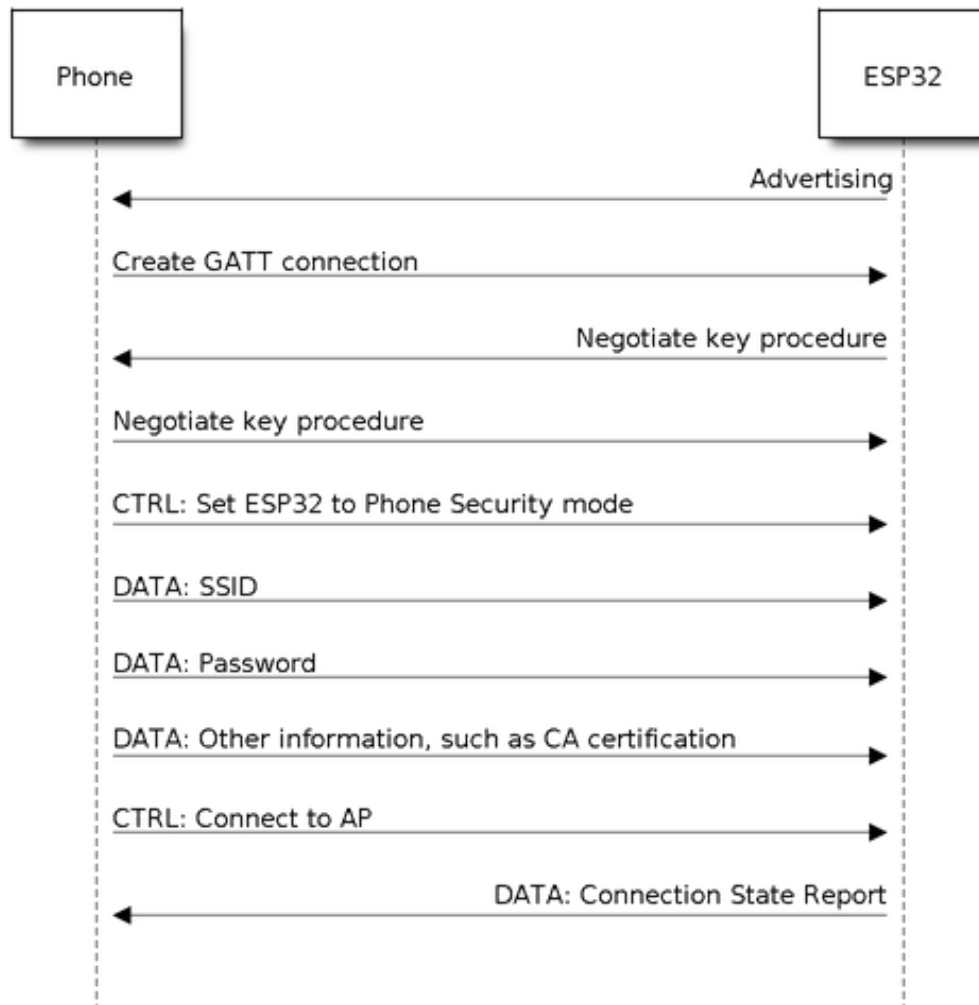 Phone
ESP32
Advertising
Create GATT connection
Negotiate key procedure
Negotiate key procedure
CTRL: Set ESP32 to Phone Security mode
DATA: SSID
DATA: Password
DATA: Other information, such as CA certification
CTRL: Connect to AP
DATA: Connection State Report